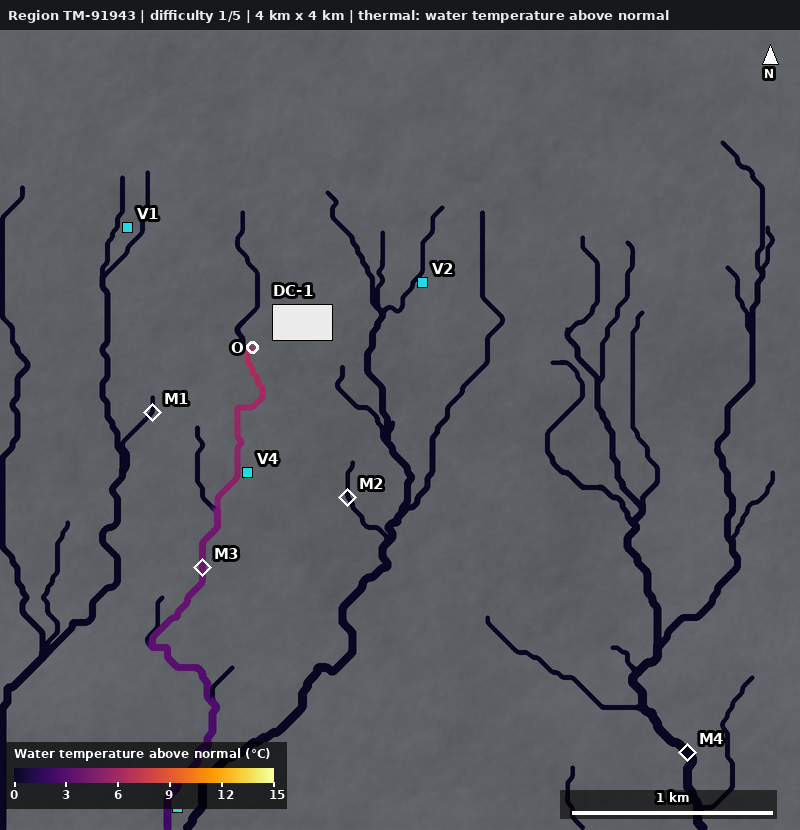 Region TM-91943 | difficulty 1/5 | 4 km x 4 km | thermal: water temperature above normal
N
V1
V2
DC-1
O
M1
V4
M2
M3
M4
Water temperature above normal (°C)
0 3 6 9 12 15
1 km